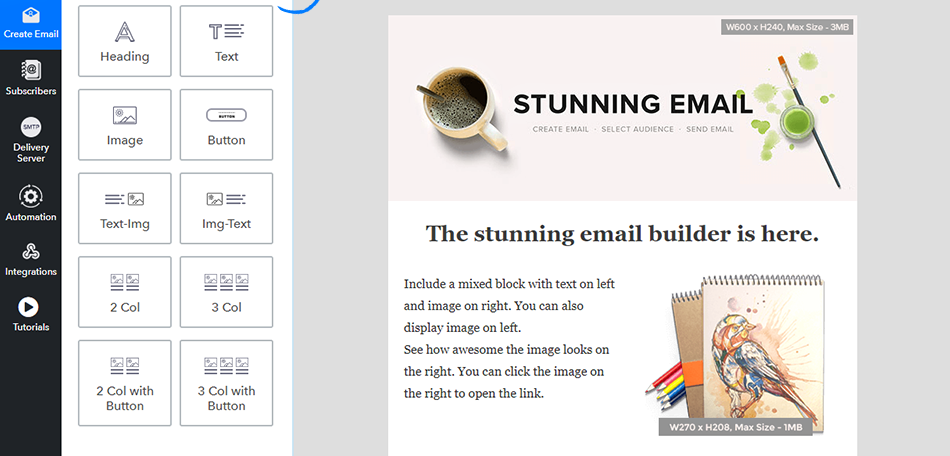 Create Email
Subscribers
SMTP
Delivery
Server
Automation
Integrations
Tutorials
Heading
Text
Image
BUTTON
Button
Text-Img
Img-Text
2 Col
3 Col
2 Col with
Button
3 Col with
Button
W600 x H240, Max Size - 3MB
STUNNING EMAIL
CREATE EMAIL · SELECT AUDIENCE · SEND EMAIL
The stunning email builder is here.
Include a mixed block with text on left
and image on right. You can also
display image on left.
See how awesome the image looks on
the right. You can click the image on
the right to open the link.
W270 x H208, Max Size - 1MB